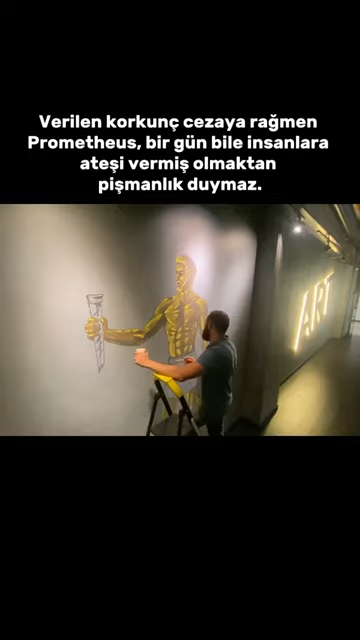 Verilen korkunç cezaya rağmen
Prometheus, bir gün bile insanlara
ateşi vermiş olmaktan
pişmanlık duymaz.
ART